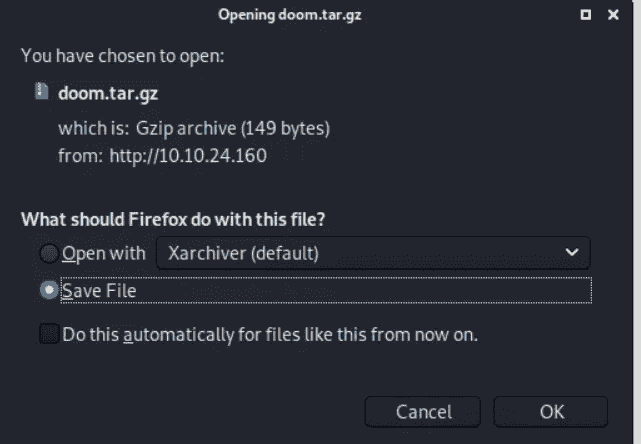 Opening doom.tar.gz
You have chosen to open:
doom.tar.gz
which is: Gzip archive (149 bytes)
from: http://10.10.24.160
What should Firefox do with this file?
Open with Xarchiver (default)
Save File
Do this automatically for files like this from now on.
Cancel OK